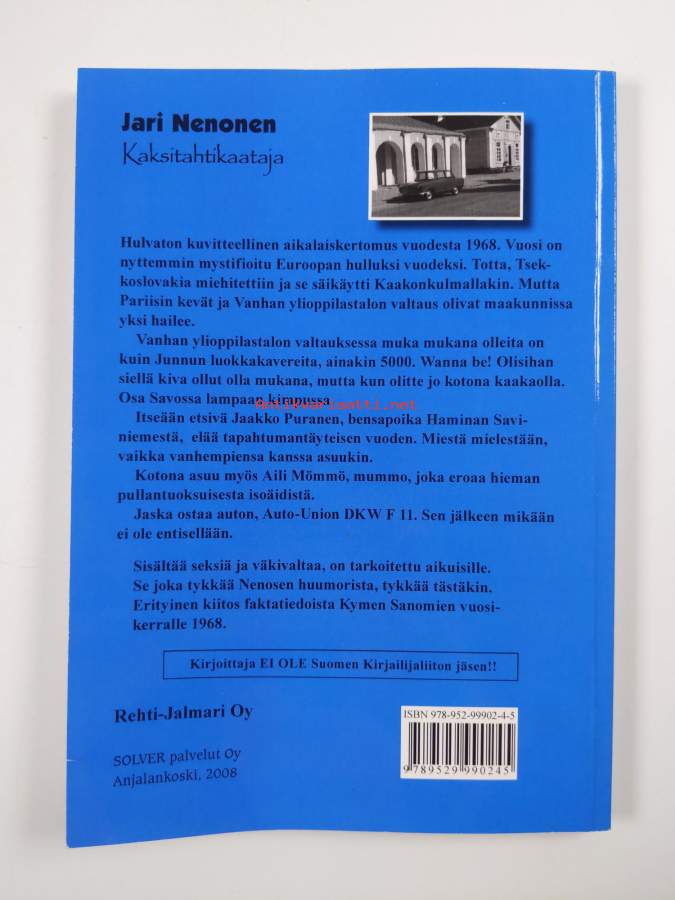 Jari Nenonen
Kaksitahtikaataja
Hulvaton kuvitteellinen aikalaiskertomus vuodesta 1968. Vuosi on
nyttemmin mystifioitu Euroopan hulluksi vuodeksi. Totta, Tsek-
koslovakia miehitettiin ja se säikäytti Kaakonkulmallakin. Mutta
Pariisin kevät ja Vanhan ylioppilastalon valtaus olivat maakunnissa
yksi hailee.
Vanhan ylioppilastalon valtauksessa muka mukana olleita on
kuin Junnun luokkakavereita, ainakin 5000. Wanna be! Olisihan
siellä kiva ollut olla mukana, mutta kun olitte jo kotona kaakaolla.
Osa Savossa lampaan kimpussa.
Antikvariaatti.net
Itseään etsivä Jaakko Puranen, bensapoika Haminan Savi-
niemestä, elää tapahtumantäyteisen vuoden. Miestä mielestään,
vaikka vanhempiensa kanssa asuukin.
Kotona asuu myös Aili Mömmö, mummo, joka eroaa hieman
pullantuoksuisesta isoäidistä.
Jaska ostaa auton, Auto-Union DKW F 11. Sen jälkeen mikään
ei ole entisellään.
Sisältää seksiä ja väkivaltaa, on tarkoitettu aikuisille.
Se joka tykkää Nenosen huumorista, tykkää tästäkin.
Erityinen kiitos faktatiedoista Kymen Sanomien vuosi-
kerralle 1968.
Kirjoittaja EI OLE Suomen Kirjailijaliiton jäsen!!
Rehti-Jalmari Oy
SOLVER palvelut Oy
Anjalankoski, 2008
ISBN 978-952-99902-4-5
9 789529 990245